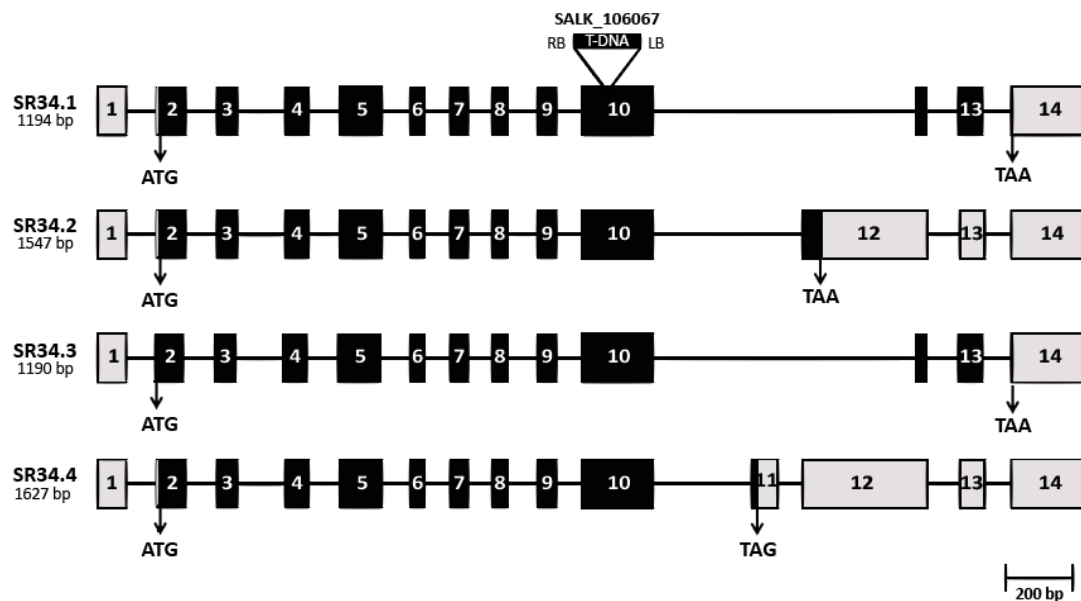 SALK_106067
RB T-DNA LB
SR34.1 1 2 3 4 5 6 7 8 9 10 13 14
1194 bp
ATG TAA
SR34.2 1 2 3 4 5 6 7 8 9 10 12 13 14
1547 bp
ATG TAA
SR34.3 1 2 3 4 5 6 7 8 9 10 13 14
1190 bp
ATG TAA
SR34.4 1 2 3 4 5 6 7 8 9 10 11 12 13 14
1627 bp
ATG TAG
200 bp